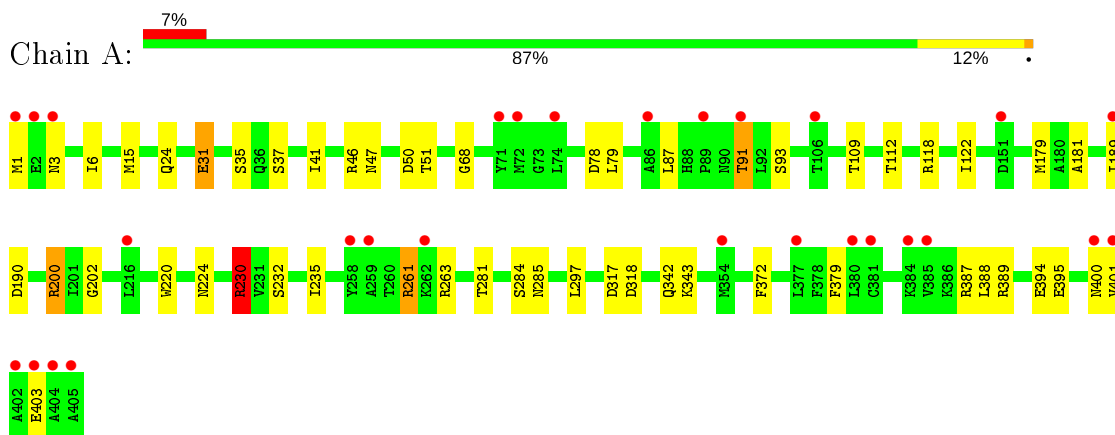 7%
Chain A:
87% 12% •
M1 E2 N3 I6 M15 Q24 E31 S35 Q36 S37 I41 R46 N47 D50 T51 G68 Y71 M72 G73 L74 D78 L79 A86 L87 H88 P89 N90 T91 L92 S93 T106 T109 T112 R118 I122 D151 M179 A180 A181
D190 R200 I201 G202 L216 W220 N224 R230 V231 S232 I235 Y258 A259 T260 R261 K262 R263 T281 S284 N285 L297 D317 D318 Q342 K343 M354 F372 L377 F378 F379 L380 C381 K384 V385 K386 R387 L388 R389 E394 E395 N400
A402 E403 A404 A405